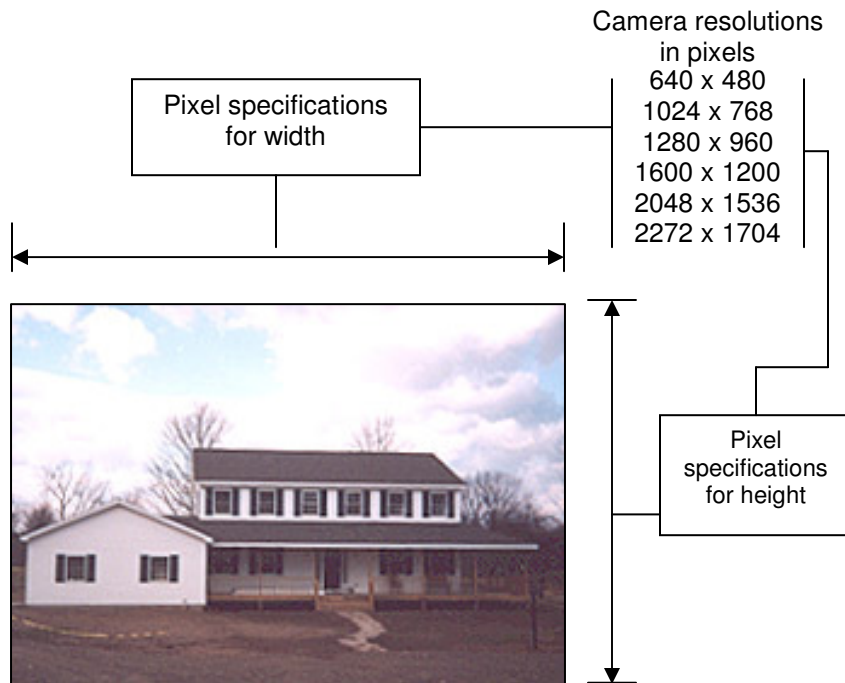 Camera resolutions
in pixels
640 x 480
1024 x 768
1280 x 960
1600 x 1200
2048 x 1536
2272 x 1704
Pixel specifications
for width
Pixel
specifications
for height